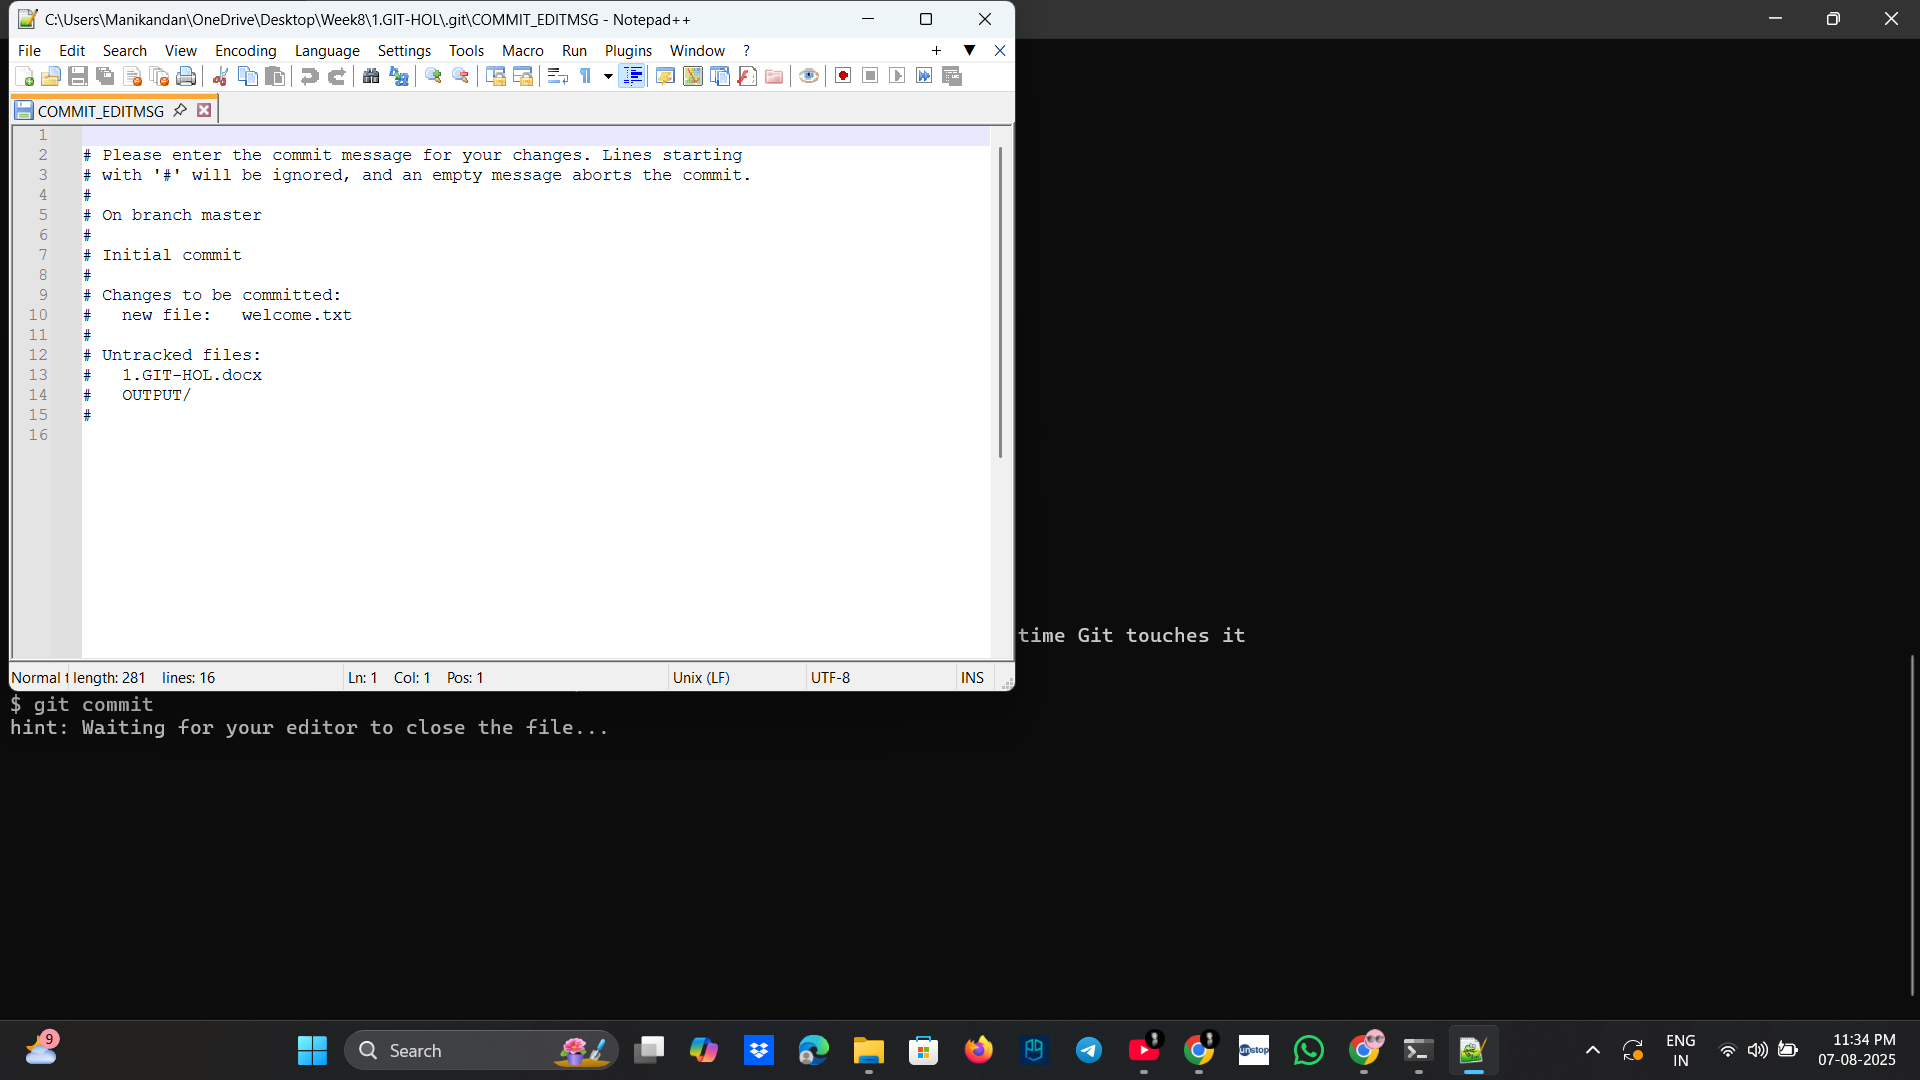 C:\Users\Manikandan\OneDrive\Desktop\Week8\1.GIT-HOL\.git\COMMIT_EDITMSG - Notepad++
File Edit Search View Encoding Language Settings Tools Macro Run Plugins Window ?
COMMIT_EDITMSG
1
2 # Please enter the commit message for your changes. Lines starting
3 # with '#' will be ignored, and an empty message aborts the commit.
4 #
5 # On branch master
6 #
7 # Initial commit
8 #
9 # Changes to be committed:
10 # new file: welcome.txt
11 #
12 # Untracked files:
13 # 1.GIT-HOL.docx
14 # OUTPUT/
15 #
16
time Git touches it
Normal t length: 281 lines: 16 Ln: 1 Col: 1 Pos: 1 Unix (LF) UTF-8 INS
$ git commit
hint: Waiting for your editor to close the file...
9
Search
unstop
ENG
IN
11:34 PM
07-08-2025